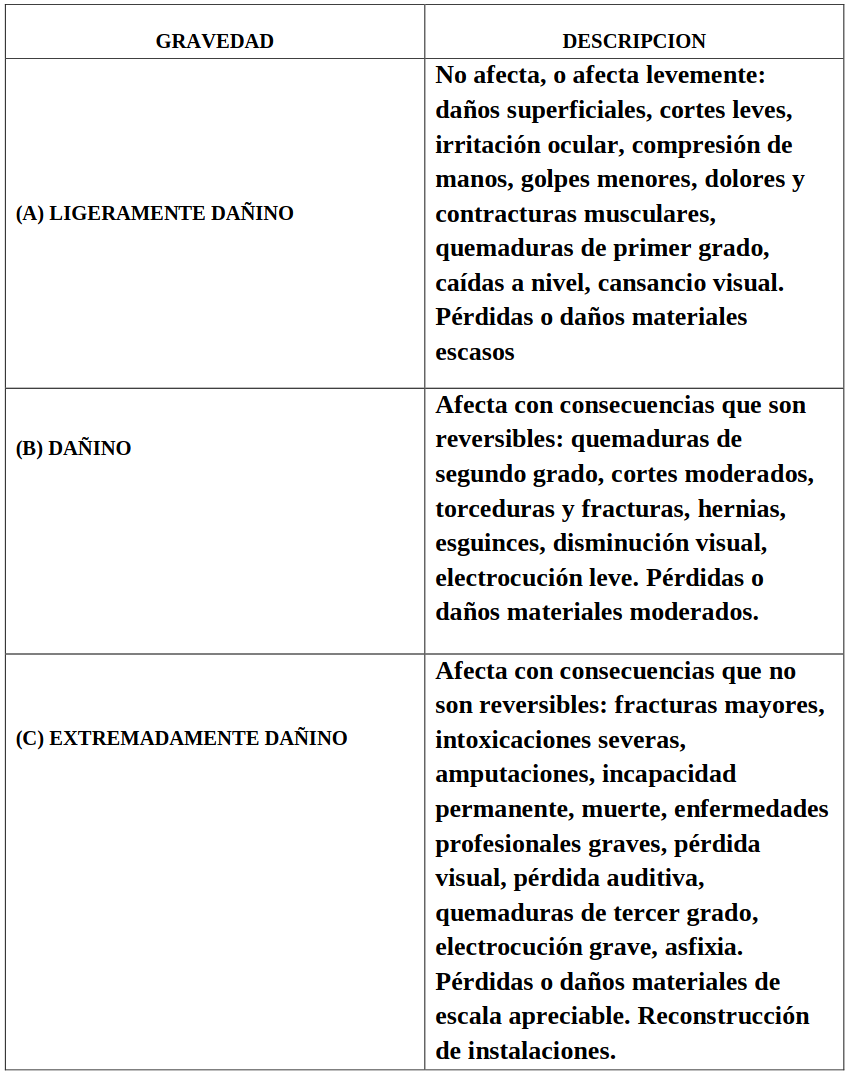 GRAVEDAD
DESCRIPCION
(A) LIGERAMENTE DAÑINO
No afecta, o afecta levemente:
daños superficiales, cortes leves,
irritación ocular, compresión de
manos, golpes menores, dolores y
contracturas musculares,
quemaduras de primer grado,
caídas a nivel, cansancio visual.
Pérdidas o daños materiales
escasos
(B) DAÑINO
Afecta con consecuencias que son
reversibles: quemaduras de
segundo grado, cortes moderados,
torceduras y fracturas, hernias,
esguinces, disminución visual,
electrocución leve. Pérdidas o
daños materiales moderados.
(C) EXTREMADAMENTE DAÑINO
Afecta con consecuencias que no
son reversibles: fracturas mayores,
intoxicaciones severas,
amputaciones, incapacidad
permanente, muerte, enfermedades
profesionales graves, pérdida
visual, pérdida auditiva,
quemaduras de tercer grado,
electrocución grave, asfixia.
Pérdidas o daños materiales de
escala apreciable. Reconstrucción
de instalaciones.